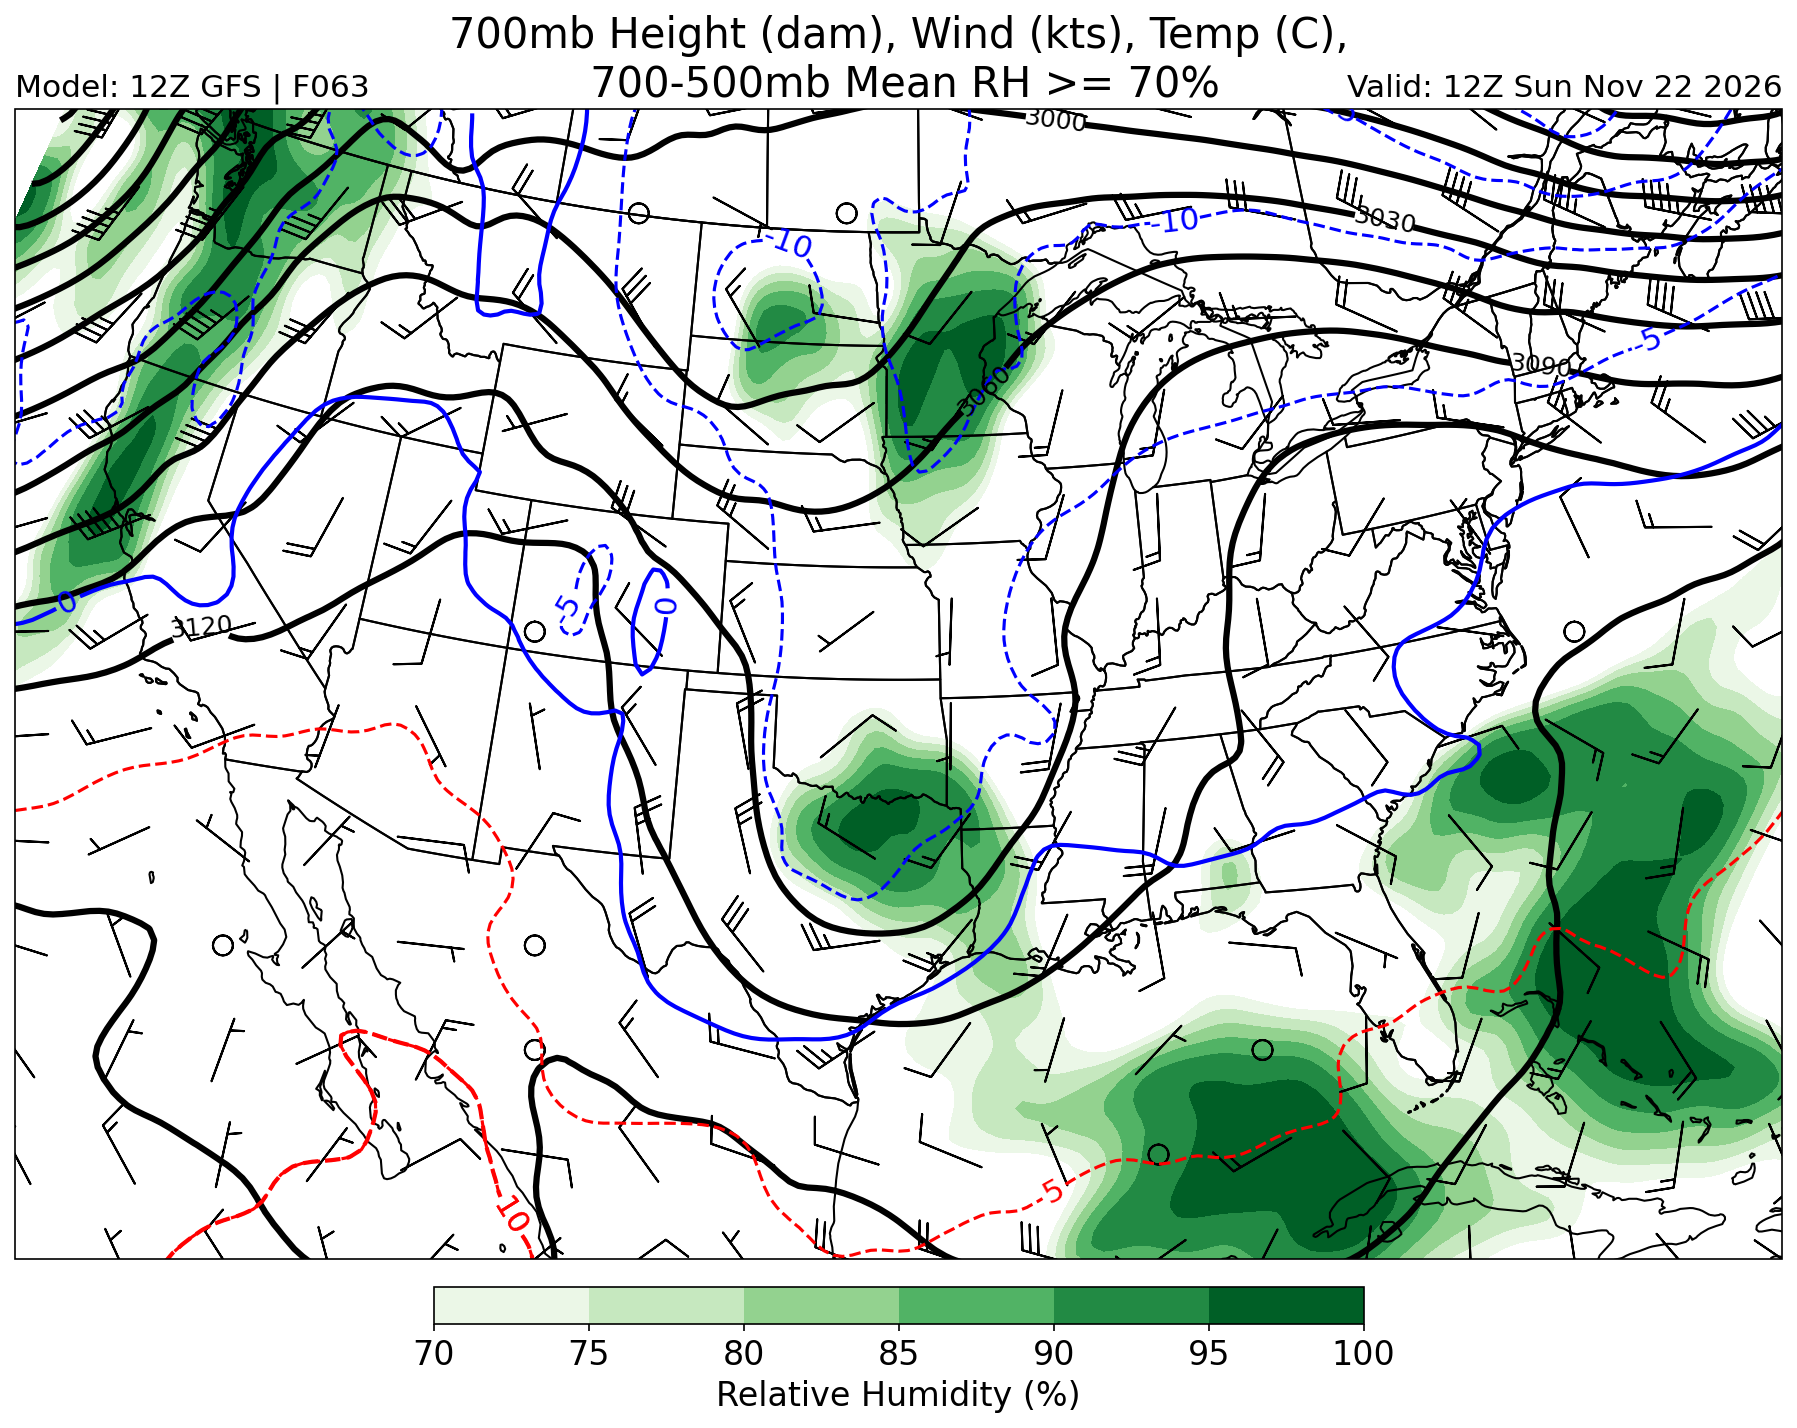 700mb Height (dam), Wind (kts), Temp (C),
700-500mb Mean RH >= 70%
Model: 12Z GFS | F063
Valid: 12Z Sun Nov 22 2026
3000
-5
3030
-10
-10
-5
3090
3060
0
-5
0
3120
10
5
70 75 80 85 90 95 100
Relative Humidity (%)